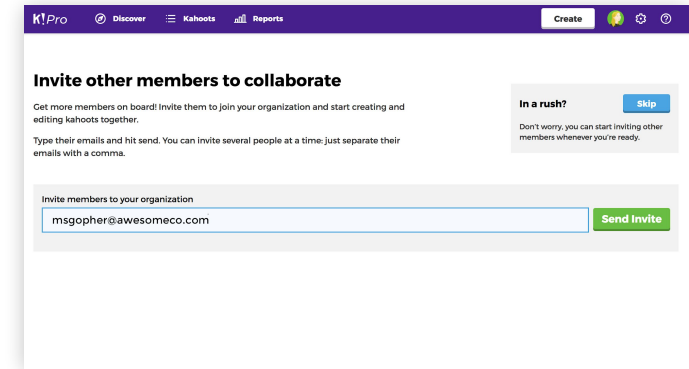 K! Pro Discover Kahoots Reports Create
Invite other members to collaborate
Get more members on board! Invite them to join your organization and start creating and
editing kahoots together.
Type their emails and hit send. You can invite several people at a time: just separate their
emails with a comma.
In a rush? Skip
Don't worry, you can start inviting other
members whenever you're ready.
Invite members to your organization
msgopher@awesomeco.com Send Invite